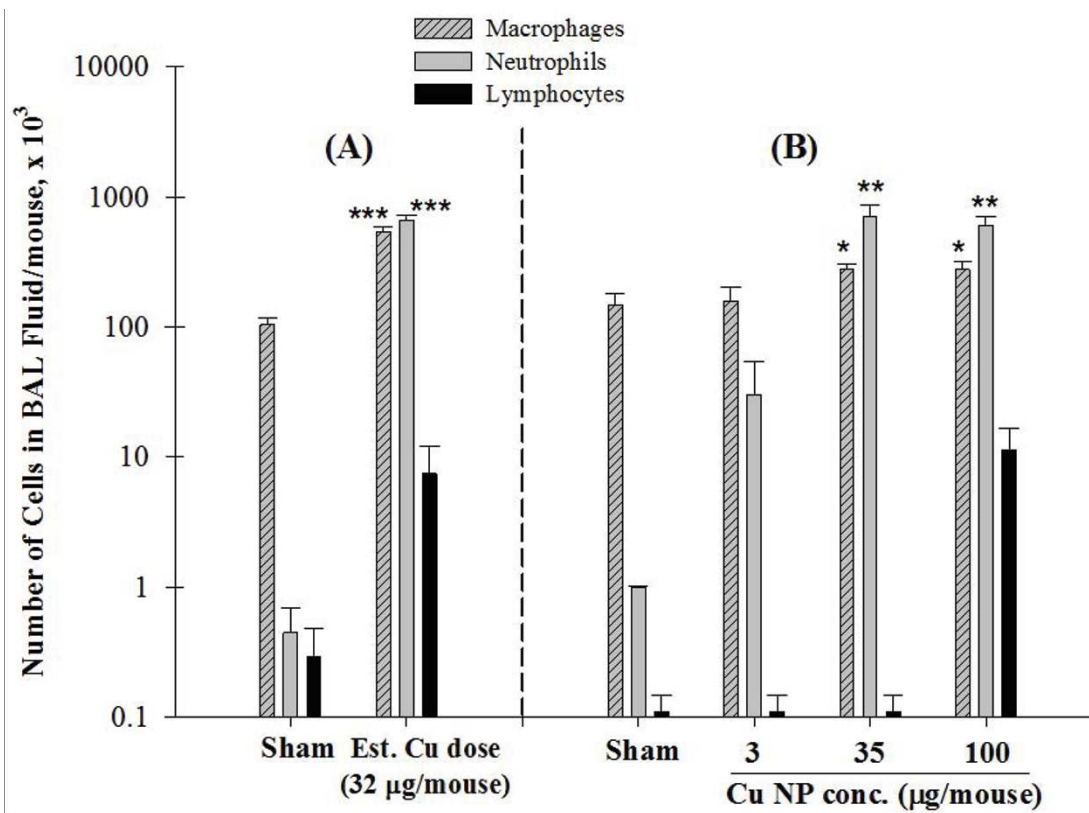 Macrophages
Neutrophils
Lymphocytes
Number of Cells in BAL Fluid/mouse, x 10³
10000
1000
100
10
1
0.1
(A)
(B)
***
***
*
**
*
**
Sham
Est. Cu dose
(32 µg/mouse)
Sham
3
35
100
Cu NP conc. (µg/mouse)